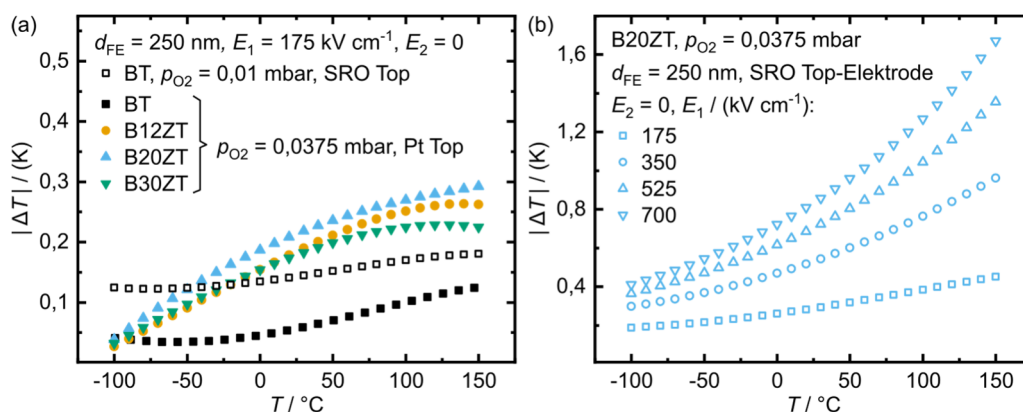 (a)
d_FE = 250 nm, E₁ = 175 kV cm⁻¹, E₂ = 0
BT, p_O2 = 0,01 mbar, SRO Top
BT
B12ZT
B20ZT
B30ZT
p_O2 = 0,0375 mbar, Pt Top
|ΔT| / (K)
0,5
0,4
0,3
0,2
0,1
-100 -50 0 50 100 150
T / °C
(b)
B20ZT, p_O2 = 0,0375 mbar
d_FE = 250 nm, SRO Top-Elektrode
E₂ = 0, E₁ / (kV cm⁻¹):
175
350
525
700
|ΔT| / (K)
1,6
1,2
0,8
0,4
-100 -50 0 50 100 150
T / °C